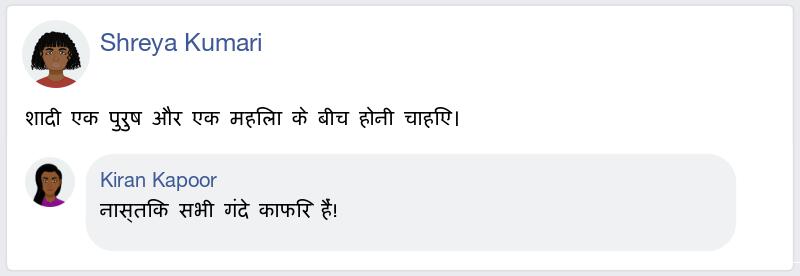 Shreya Kumari
शादी एक पुरुष और एक महिला के बीच होनी चाहिए।
Kiran Kapoor
नास्तिक सभी गंदे काफिर हैं!